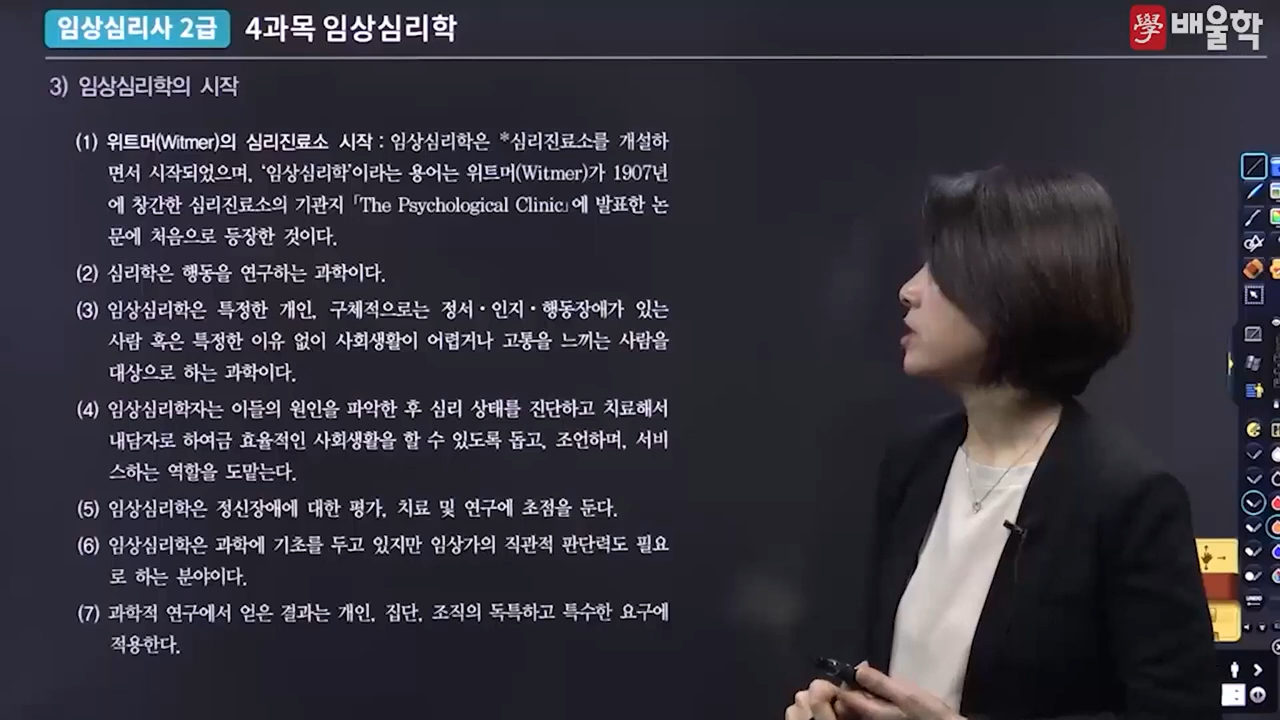 임상심리사 2급 4과목 임상심리학
學 배울학
3) 임상심리학의 시작
(1) 위트머(Witmer)의 심리진료소 시작 : 임상심리학은 *심리진료소를 개설하
면서 시작되었으며, '임상심리학'이라는 용어는 위트머(Witmer)가 1907년
에 창간한 심리진료소의 기관지 「The Psychological Clinic」에 발표한 논
문에 처음으로 등장한 것이다.
(2) 심리학은 행동을 연구하는 과학이다.
(3) 임상심리학은 특정한 개인, 구체적으로는 정서·인지·행동장애가 있는
사람 혹은 특정한 이유 없이 사회생활이 어렵거나 고통을 느끼는 사람을
대상으로 하는 과학이다.
(4) 임상심리학자는 이들의 원인을 파악한 후 심리 상태를 진단하고 치료해서
내담자로 하여금 효율적인 사회생활을 할 수 있도록 돕고, 조언하며, 서비
스하는 역할을 도맡는다.
(5) 임상심리학은 정신장애에 대한 평가, 치료 및 연구에 초점을 둔다.
(6) 임상심리학은 과학에 기초를 두고 있지만 임상가의 직관적 판단력도 필요
로 하는 분야이다.
(7) 과학적 연구에서 얻은 결과는 개인, 집단, 조직의 독특하고 특수한 요구에
적용한다.